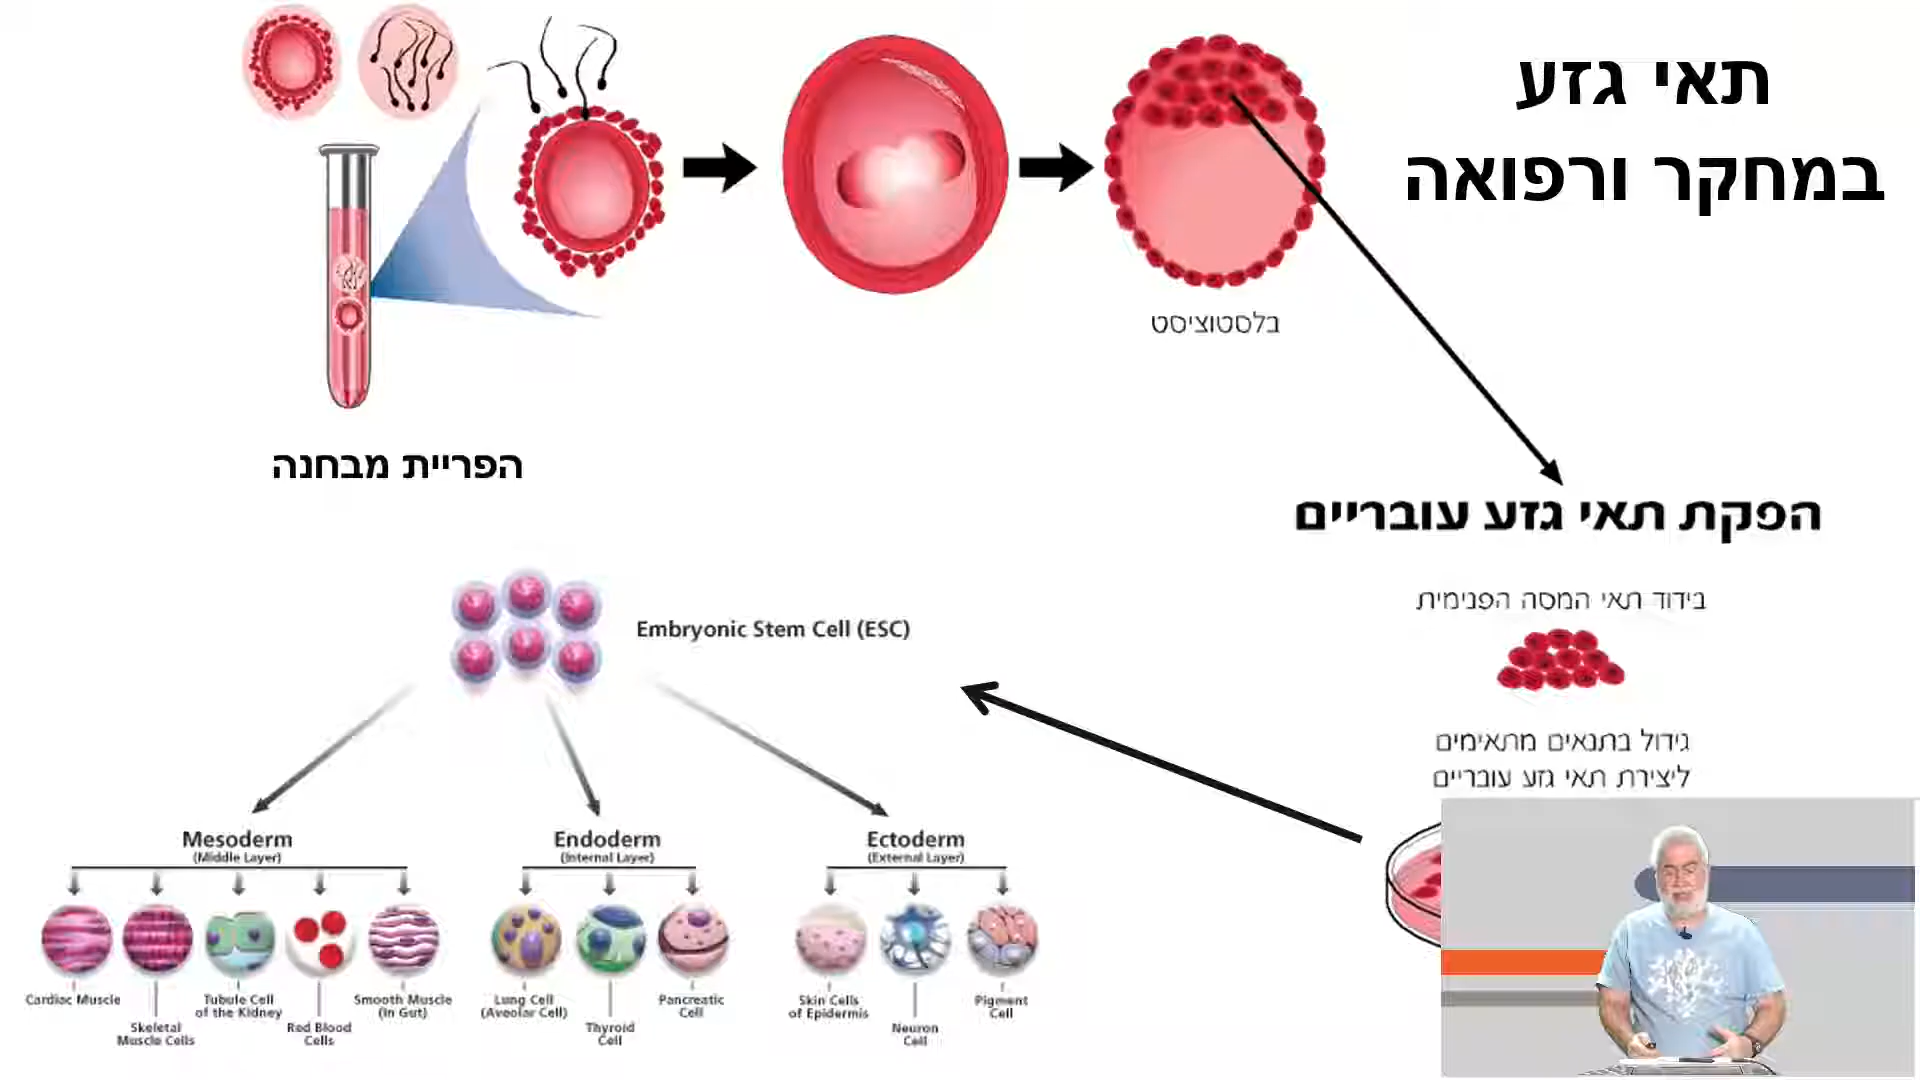 תאי גזע
במחקר ורפואה
בלסטוציסט
הפריית מבחנה
הפקת תאי גזע עובריים
בידוד תאי המסה הפנימית
גידול בתנאים מתאימים
ליצירת תאי גזע עובריים
Embryonic Stem Cell (ESC)
Mesoderm
(Middle Layer)
Cardiac Muscle
Skeletal
Muscle Cells
Tubule Cell
of the Kidney
Red Blood
Cells
Smooth Muscle
(in Gut)
Endoderm
(Internal Layer)
Lung Cell
(Aveolar Cell)
Thyroid
Cell
Pancreatic
Cell
Ectoderm
(External Layer)
Skin Cells
of Epidermis
Neuron
Cell
Pigment
Cell